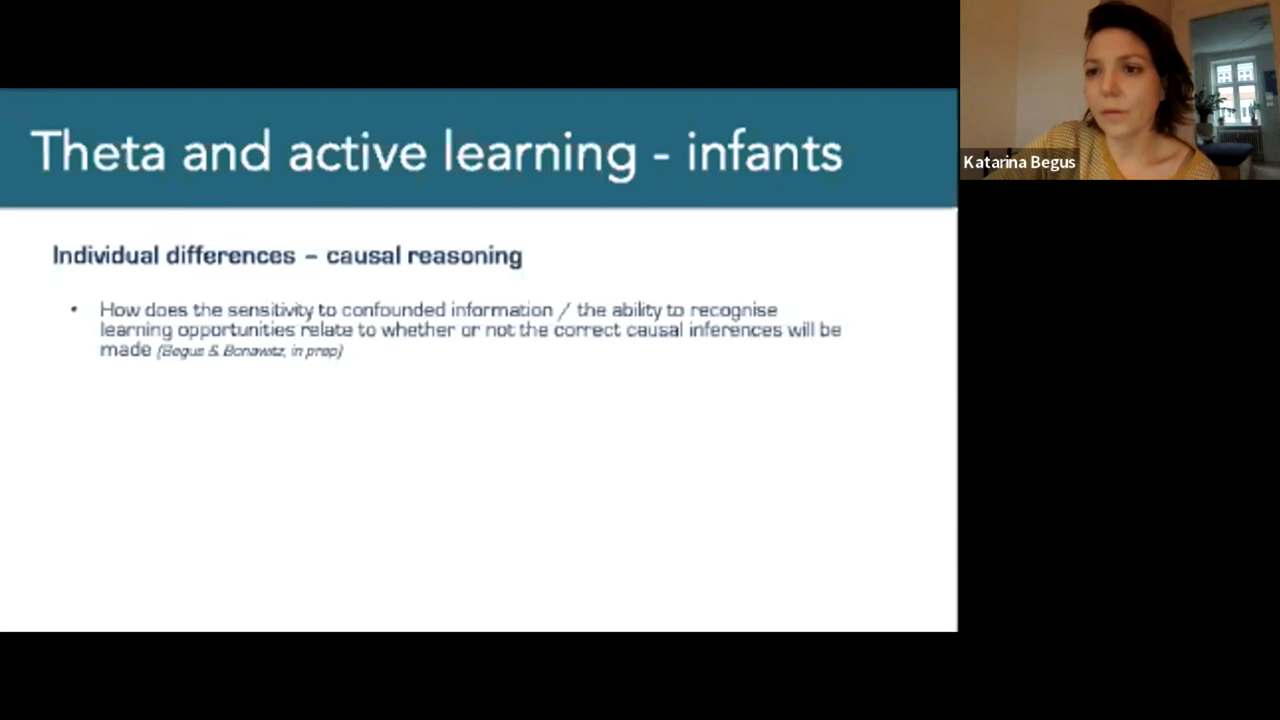 Theta and active learning - infants
Katarina Begus
Individual differences – causal reasoning
• How does the sensitivity to confounded information / the ability to recognise
learning opportunities relate to whether or not the correct causal inferences will be
made (Begus & Bonawitz, in prep)